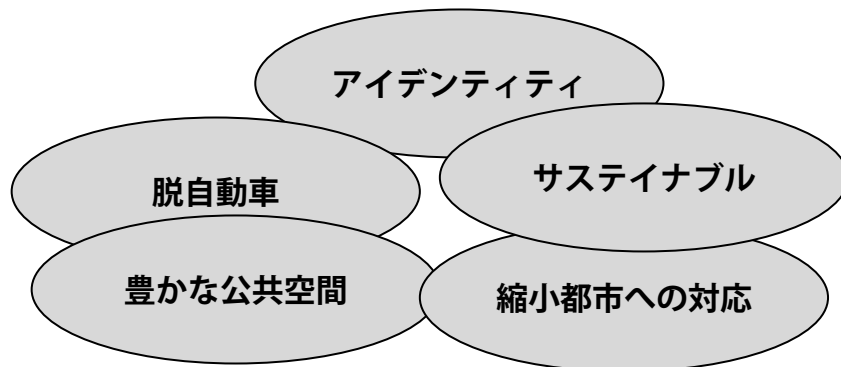 アイデンティティ
サステイナブル
脱自動車
豊かな公共空間
縮小都市への対応